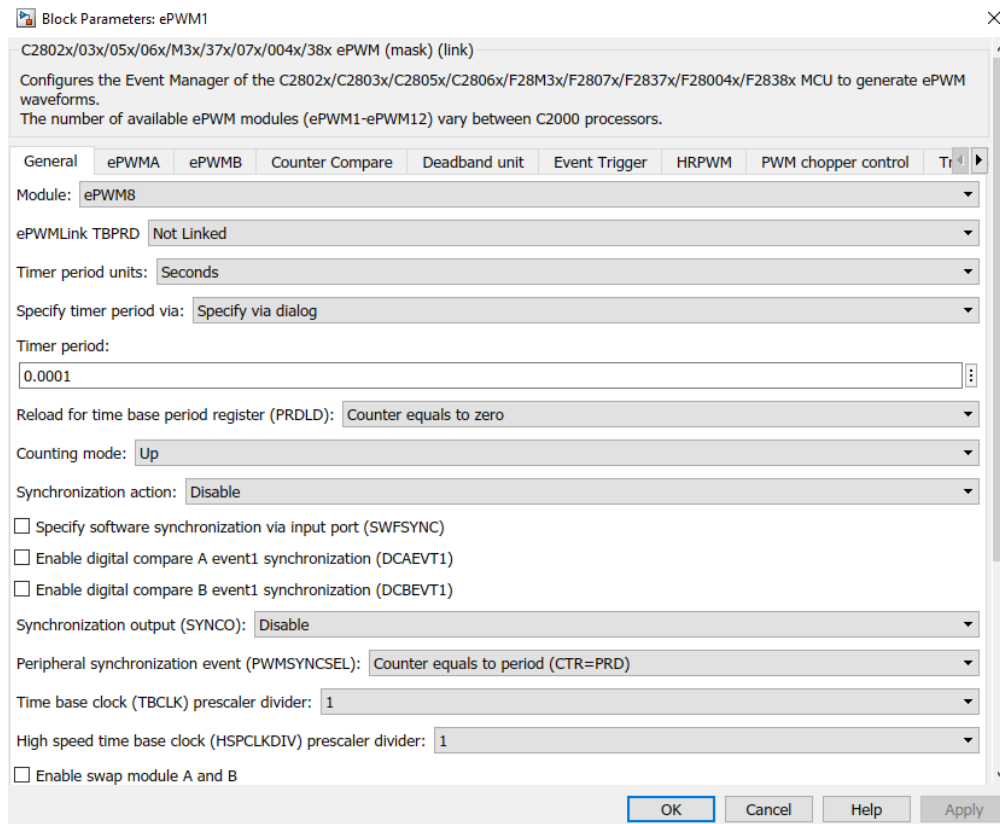 Block Parameters: ePWM1
C2802x/03x/05x/06x/M3x/37x/07x/004x/38x ePWM (mask) (link)
Configures the Event Manager of the C2802x/C2803x/C2805x/C2806x/F28M3x/F2807x/F2837x/F28004x/F2838x MCU to generate ePWM
waveforms.
The number of available ePWM modules (ePWM1-ePWM12) vary between C2000 processors.
General ePWMA ePWMB Counter Compare Deadband unit Event Trigger HRPWM PWM chopper control
Module: ePWM8
ePWMLink TBPRD Not Linked
Timer period units: Seconds
Specify timer period via: Specify via dialog
Timer period:
0.0001
Reload for time base period register (PRDLD): Counter equals to zero
Counting mode: Up
Synchronization action: Disable
Specify software synchronization via input port (SWFSYNC)
Enable digital compare A event1 synchronization (DCAEVT1)
Enable digital compare B event1 synchronization (DCBEVT1)
Synchronization output (SYNCO): Disable
Peripheral synchronization event (PWMSYNCSEL): Counter equals to period (CTR=PRD)
Time base clock (TBCLK) prescaler divider: 1
High speed time base clock (HSPCLKDIV) prescaler divider: 1
Enable swap module A and B
OK Cancel Help Apply